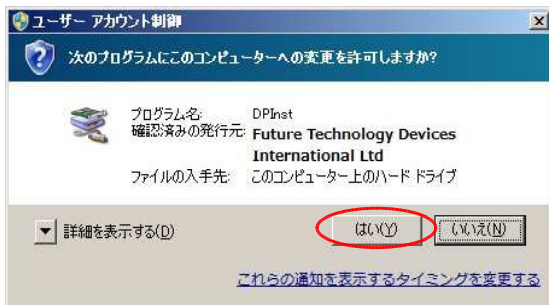 ユーザー アカウント制御
次のプログラムにこのコンピューターへの変更を許可しますか?
プログラム名: DPInst
確認済みの発行元: Future Technology Devices
International Ltd
ファイルの入手先: このコンピューター上のハード ドライブ
詳細を表示する(D) はい(Y) いいえ(N)
これらの通知を表示するタイミングを変更する